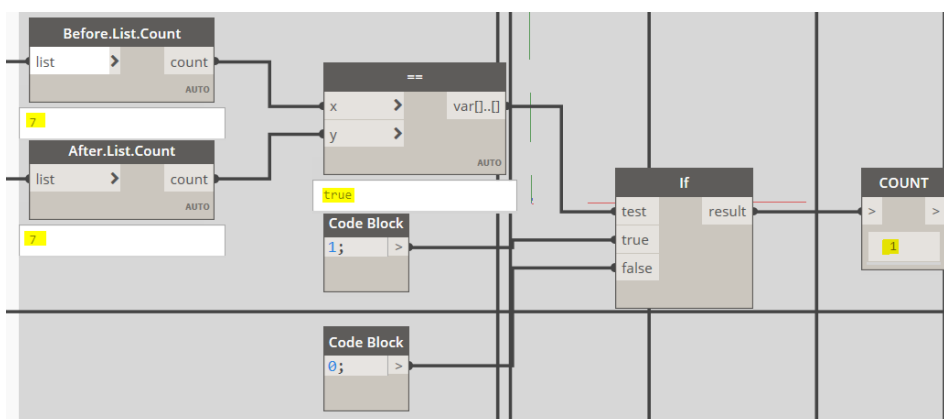 Before.List.Count
list > count
AUTO
7
After.List.Count
list > count
AUTO
7
==
x > var[]..[]
y >
AUTO
true
Code Block
1; >
Code Block
0; >
If
test result
true
false
COUNT
> >
1